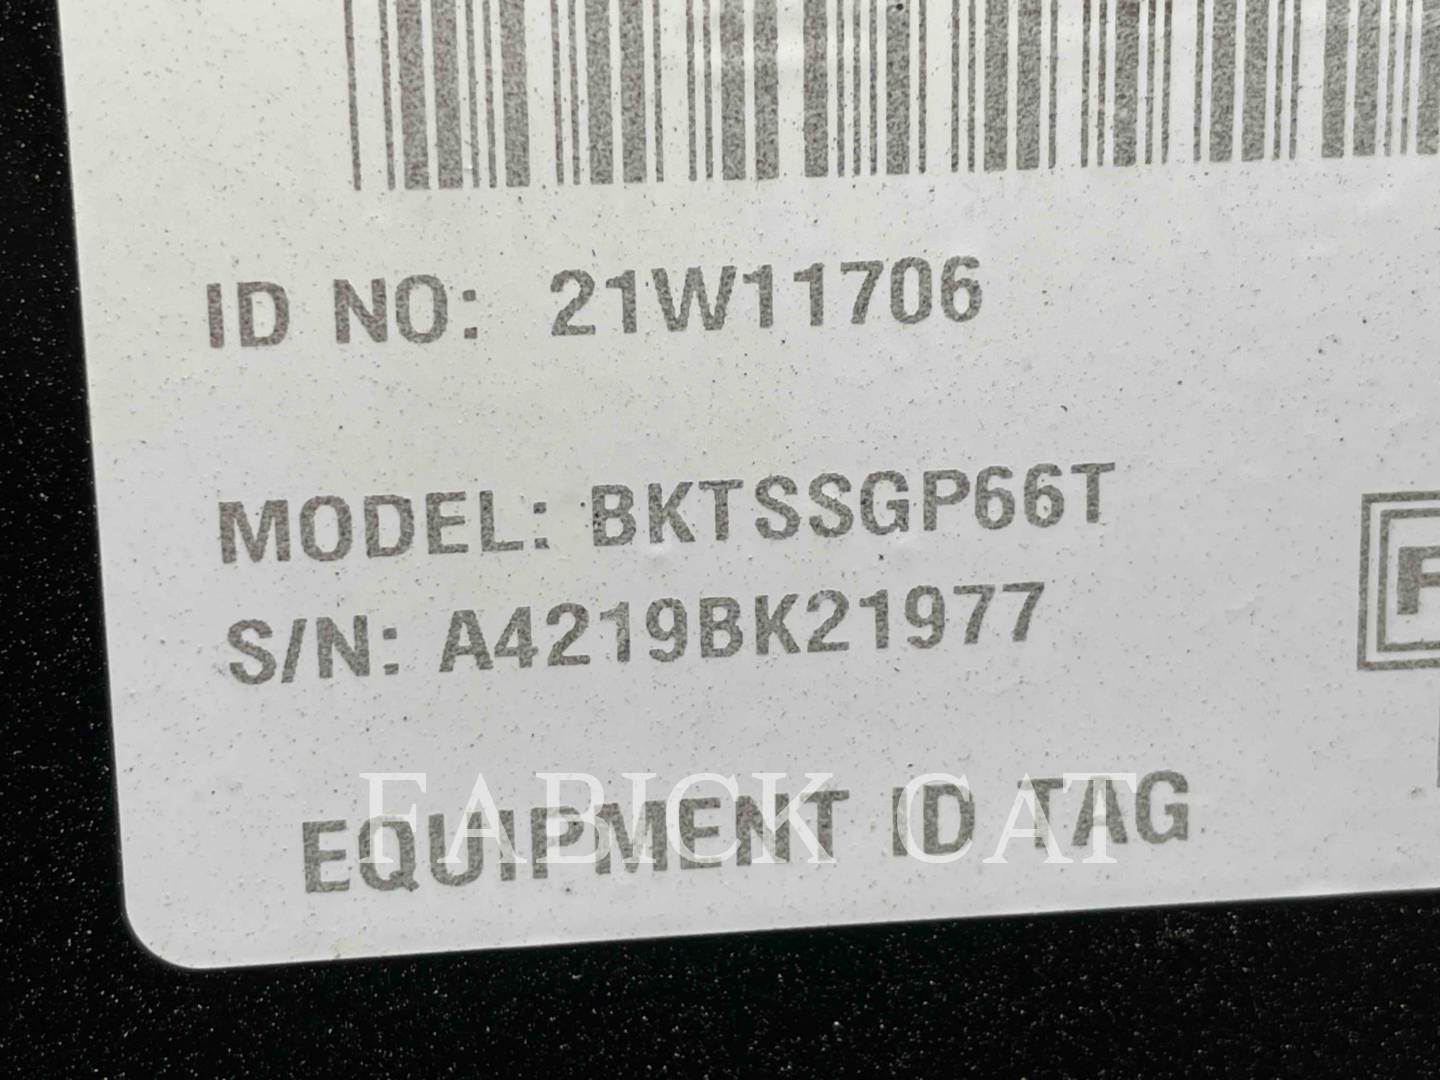 ID NO: 21W11706
MODEL: BKTSSGP66T
S/N: A4219BK21977
F
EQUIPMENT ID TAG
FABICK CAT